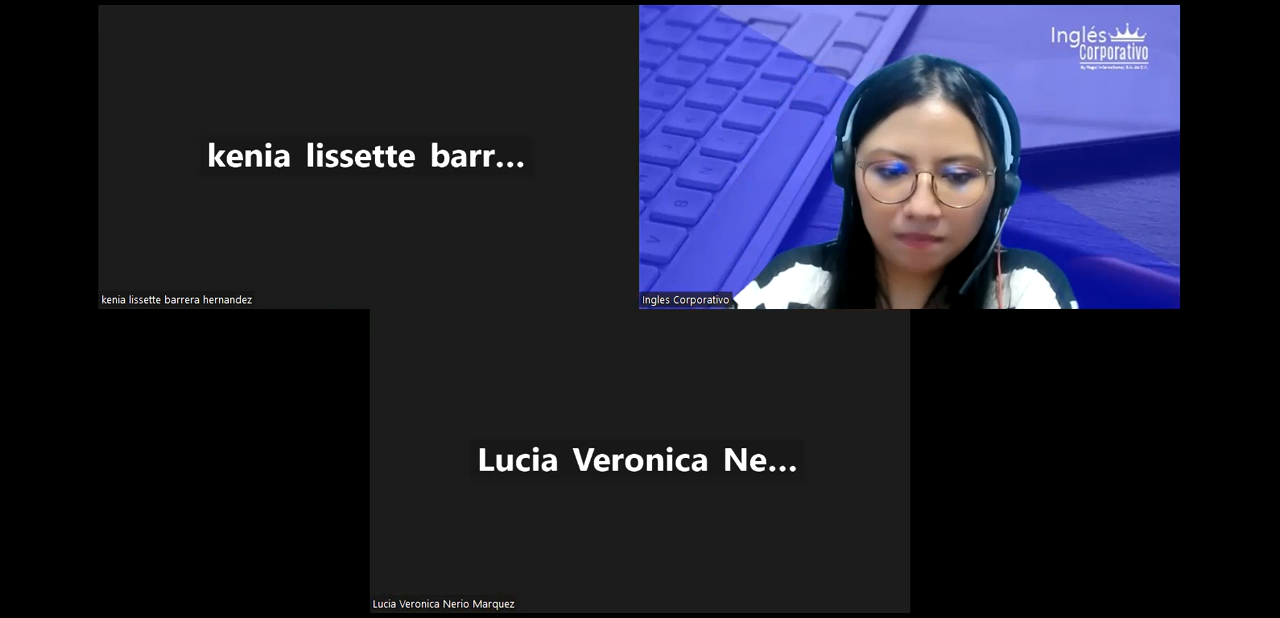 kenia lissette barr...
kenia lissette barrera hernandez
Inglés
Corporativo
Ingles Corporativo
Lucia Veronica Ne...
Lucia Veronica Nerio Marquez